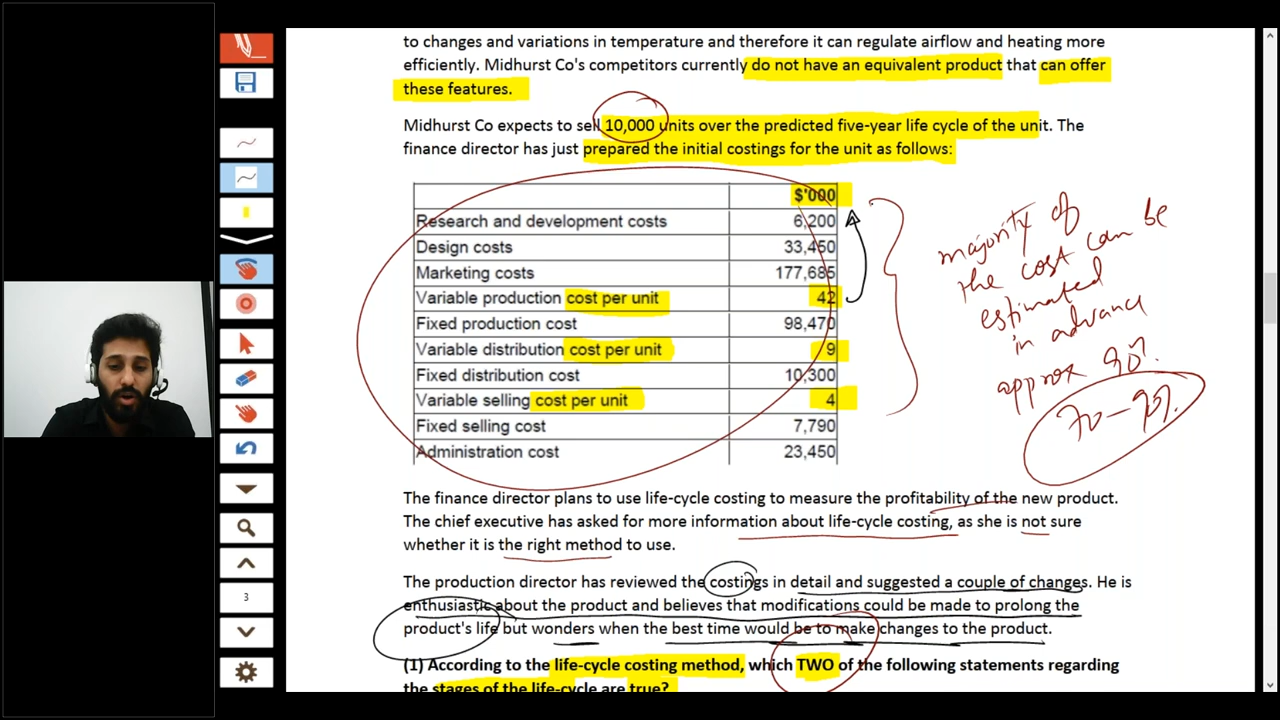 to changes and variations in temperature and therefore it can regulate airflow and heating more
efficiently. Midhurst Co's competitors currently do not have an equivalent product that can offer
these features.
Midhurst Co expects to sell 10,000 units over the predicted five-year life cycle of the unit. The
finance director has just prepared the initial costings for the unit as follows:
$'000
Research and development costs 6,200
Design costs 33,450
Marketing costs 177,685
Variable production cost per unit 42
Fixed production cost 98,470
Variable distribution cost per unit 9
Fixed distribution cost 10,300
Variable selling cost per unit 4
Fixed selling cost 7,790
Administration cost 23,450
majority of
the cost can be
estimated
in advance
approx 90%.
70-90%.
The finance director plans to use life-cycle costing to measure the profitability of the new product.
The chief executive has asked for more information about life-cycle costing, as she is not sure
whether it is the right method to use.
The production director has reviewed the costings in detail and suggested a couple of changes. He is
enthusiastic about the product and believes that modifications could be made to prolong the
product's life but wonders when the best time would be to make changes to the product.
(1) According to the life-cycle costing method, which TWO of the following statements regarding
the stages of the life-cycle are true?
3